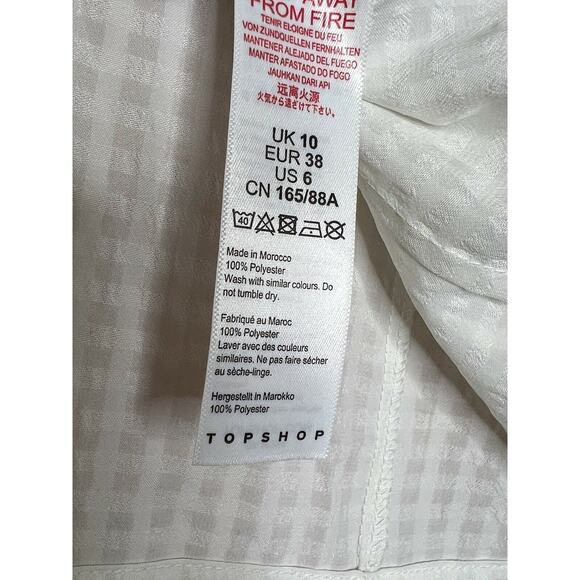 AWAY
FROM FIRE
TENIR ELOIGNE DU FEU
VON ZUNDQUELLEN FERNHALTEN
MANTENER ALEJADO DEL FUEGO
MANTER AFASTADO DO FOGO
JAUHKAN DARI API
远离火源
火気から遠ざけて下さい。
UK 10
EUR 38
US 6
CN 165/88A
40
Made in Morocco
100% Polyester
Wash with similar colours. Do
not tumble dry.
Fabriqué au Maroc
100% Polyester
Laver avec des couleurs
similaires. Ne pas faire sécher
au sèche-linge.
Hergestellt in Marokko
100% Polyester
TOPSHOP